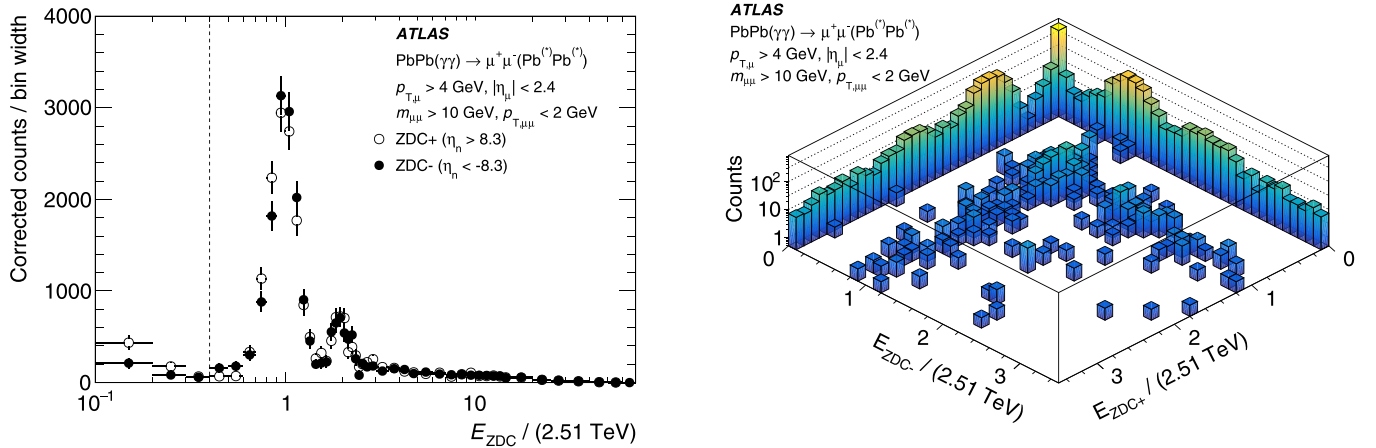 4000
3000
2000
1000
0
Corrected counts / bin width
ATLAS
PbPb(γγ) → μ⁺μ⁻(Pb⁽*⁾Pb⁽*⁾)
p_T,μ > 4 GeV, |η_μ| < 2.4
m_μμ > 10 GeV, p_T,μμ < 2 GeV
ZDC+ (η_n > 8.3)
ZDC- (η_n < -8.3)
10⁻¹
1
10
E_ZDC / (2.51 TeV)
ATLAS
PbPb(γγ) → μ⁺μ⁻(Pb⁽*⁾Pb⁽*⁾)
p_T,μ > 4 GeV, |η_μ| < 2.4
m_μμ > 10 GeV, p_T,μμ < 2 GeV
Counts
10²
10
1
0
1
2
3
E_ZDC- / (2.51 TeV)
0
1
2
3
E_ZDC+ / (2.51 TeV)